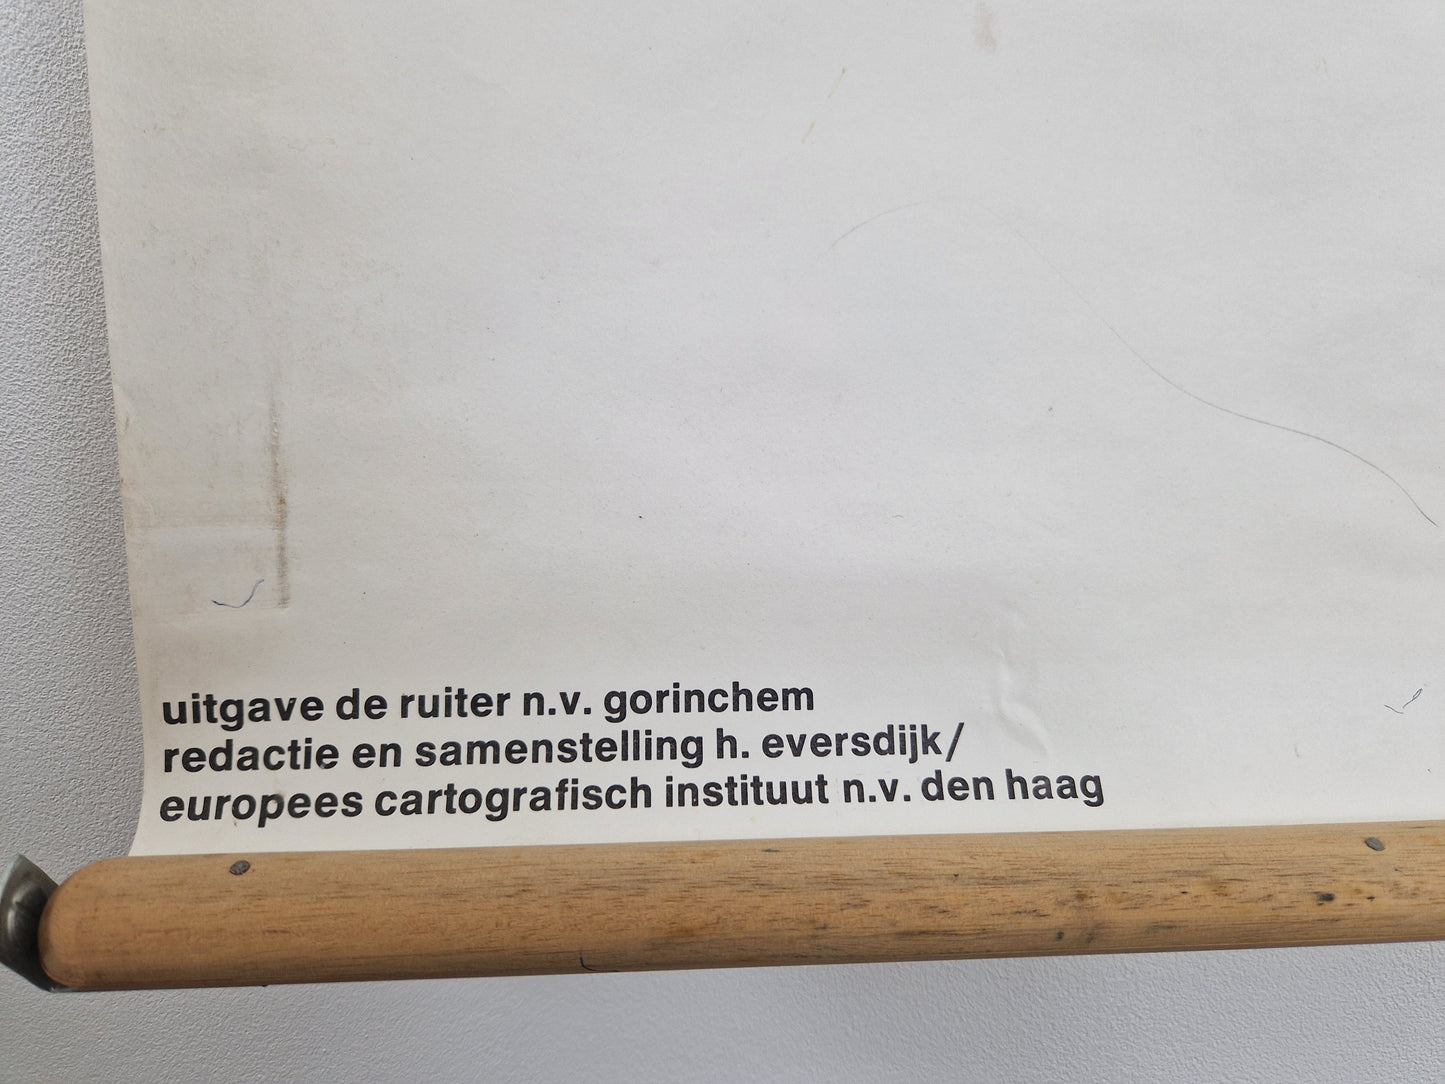 uitgave de ruiter n.v. gorinchem
redactie en samenstelling h. eversdijk/
europees cartografisch instituut n.v. den haag